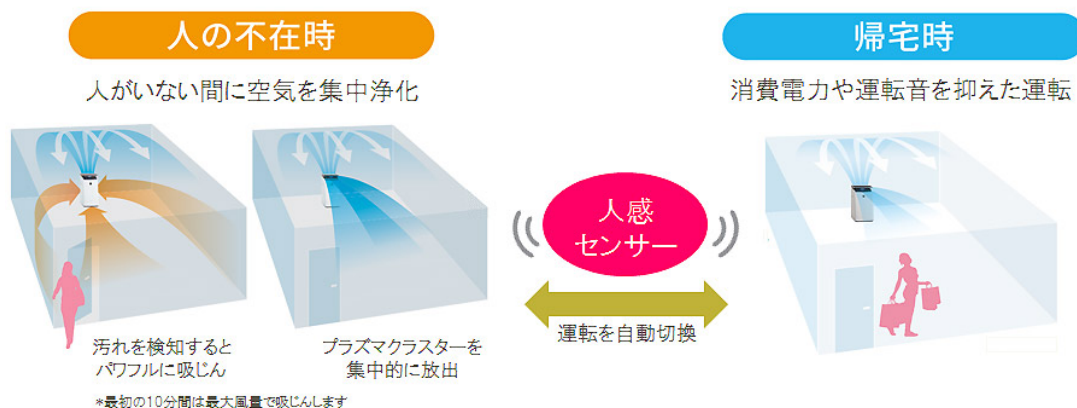 人の不在時
人がいない間に空気を集中浄化
汚れを検知すると
パワフルに吸じん
*最初の10分間は最大風量で吸じんします
プラズマクラスターを
集中的に放出
人感
センサー
運転を自動切換
帰宅時
消費電力や運転音を抑えた運転